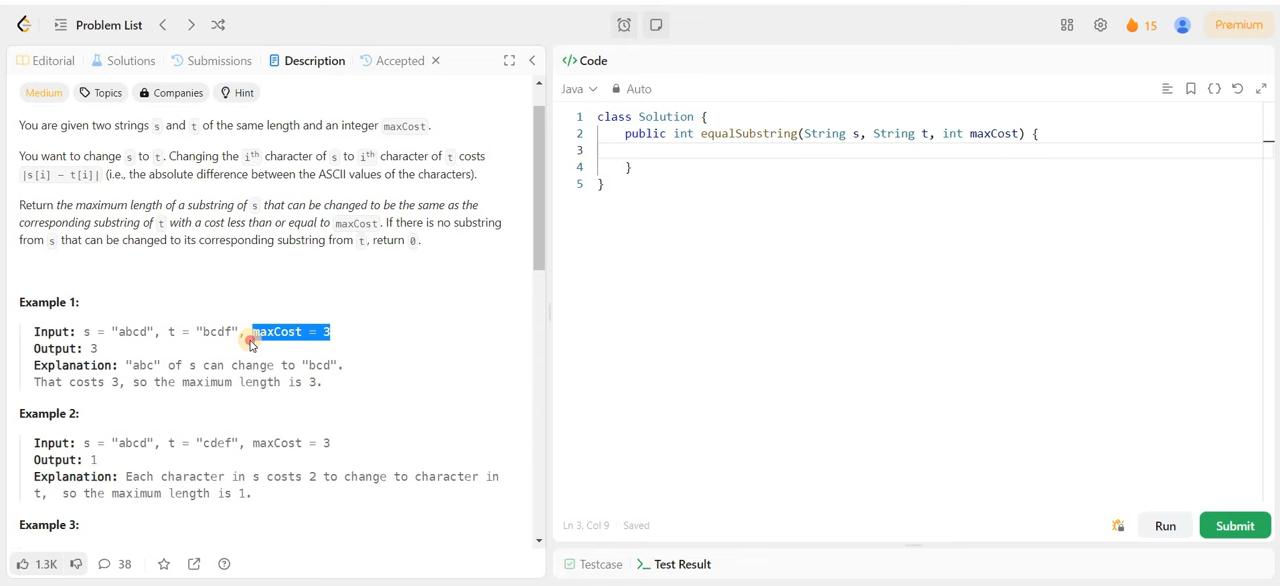 Problem List
15
Premium
Editorial
Solutions
Submissions
Description
Accepted
Medium
Topics
Companies
Hint
You are given two strings s and t of the same length and an integer maxCost.
You want to change s to t. Changing the ith character of s to ith character of t costs
|s[i] - t[i]| (i.e., the absolute difference between the ASCII values of the characters).
Return the maximum length of a substring of s that can be changed to be the same as the
corresponding substring of t with a cost less than or equal to maxCost. If there is no substring
from s that can be changed to its corresponding substring from t, return 0.
Example 1:
Input: s = "abcd", t = "bcdf", maxCost = 3
Output: 3
Explanation: "abc" of s can change to "bcd".
That costs 3, so the maximum length is 3.
Example 2:
Input: s = "abcd", t = "cdef", maxCost = 3
Output: 1
Explanation: Each character in s costs 2 to change to character in
t,  so the maximum length is 1.
Example 3:
1.3K
38
</> Code
Java
Auto
1 class Solution {
2 public int equalSubstring(String s, String t, int maxCost) {
3
4 }
5 }
Ln 3, Col 9
Saved
Run
Submit
Testcase
Test Result